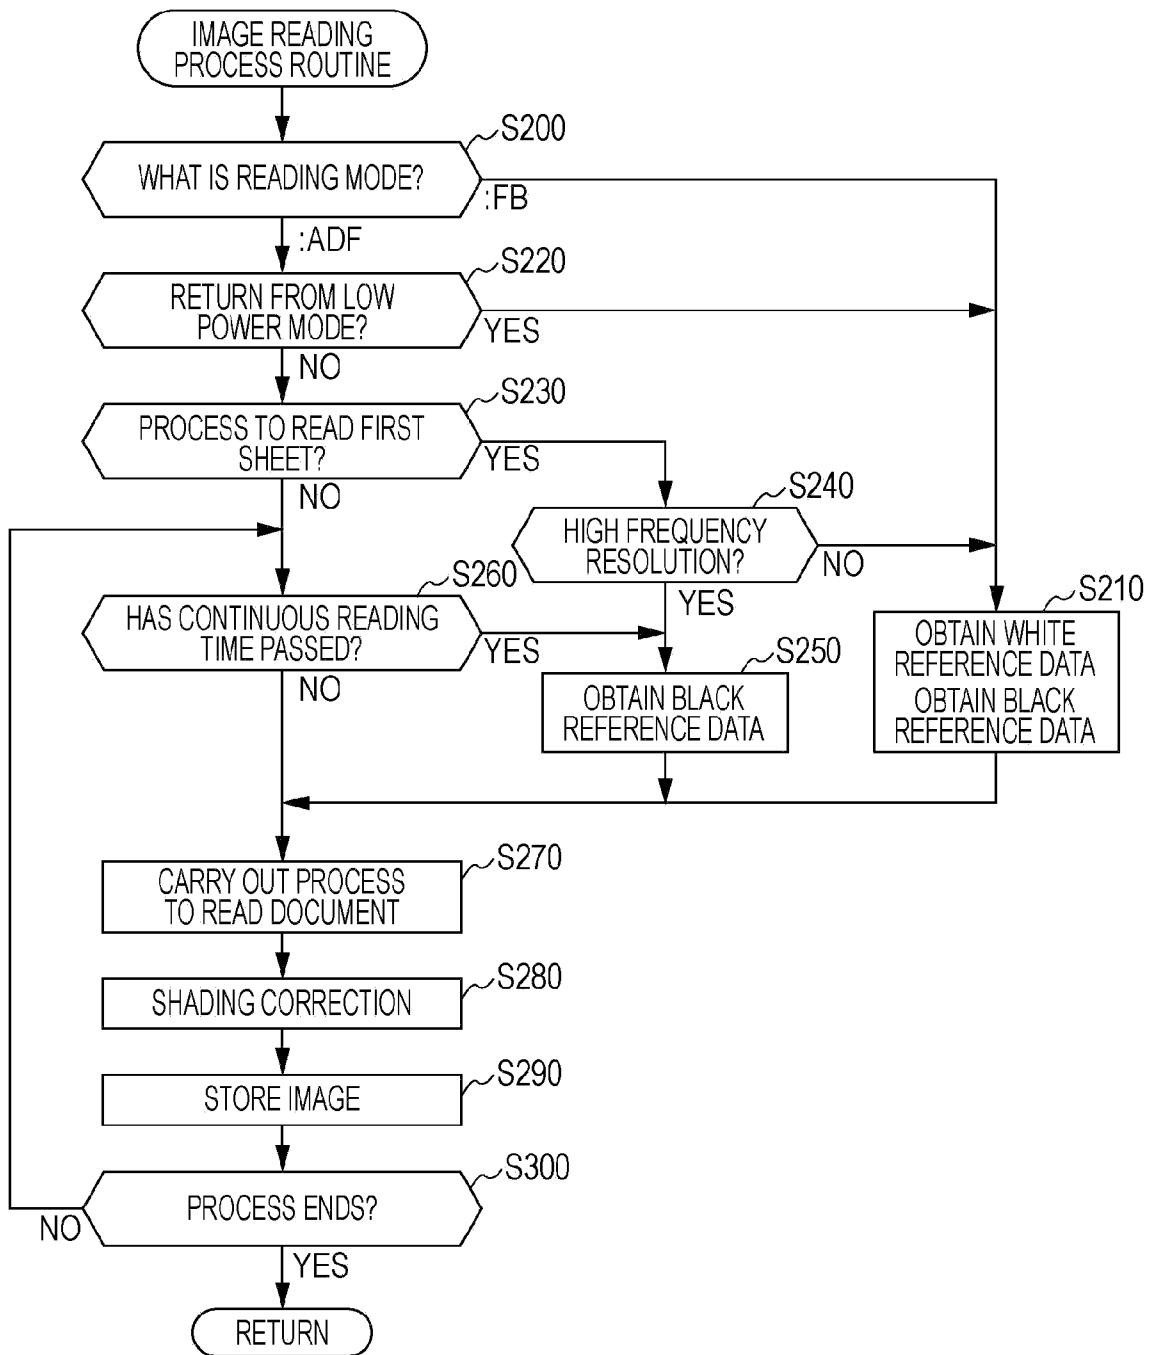 IMAGE READING
PROCESS ROUTINE
S200
WHAT IS READING MODE?
:FB
:ADF
S220
RETURN FROM LOW
POWER MODE?
YES
NO
S230
PROCESS TO READ FIRST
SHEET?
YES
NO
S240
HIGH FREQUENCY
RESOLUTION?
NO
YES
S260
HAS CONTINUOUS READING
TIME PASSED?
YES
NO
S250
OBTAIN BLACK
REFERENCE DATA
S210
OBTAIN WHITE
REFERENCE DATA
OBTAIN BLACK
REFERENCE DATA
S270
CARRY OUT PROCESS
TO READ DOCUMENT
S280
SHADING CORRECTION
S290
STORE IMAGE
S300
PROCESS ENDS?
NO
YES
RETURN